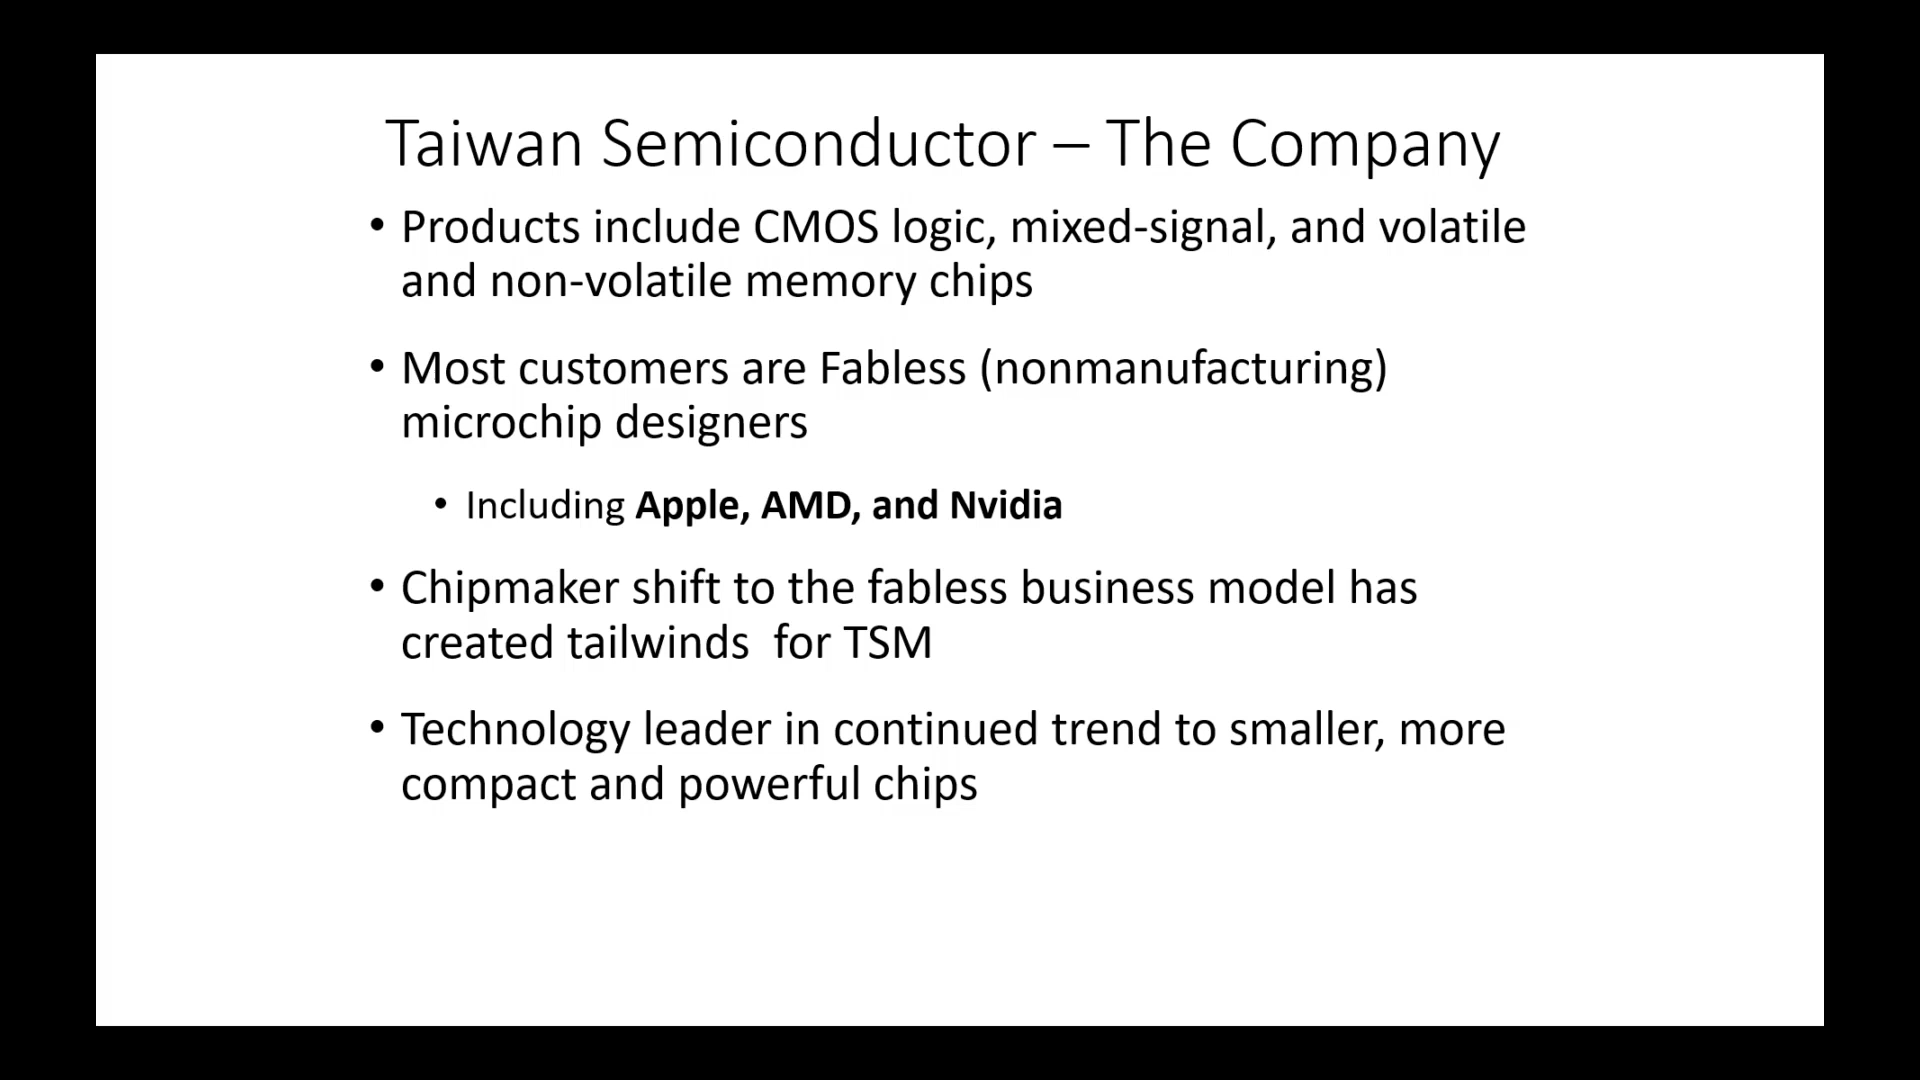 Taiwan Semiconductor – The Company
• Products include CMOS logic, mixed-signal, and volatile
and non-volatile memory chips
• Most customers are Fabless (nonmanufacturing)
microchip designers
• Including Apple, AMD, and Nvidia
• Chipmaker shift to the fabless business model has
created tailwinds  for TSM
• Technology leader in continued trend to smaller, more
compact and powerful chips